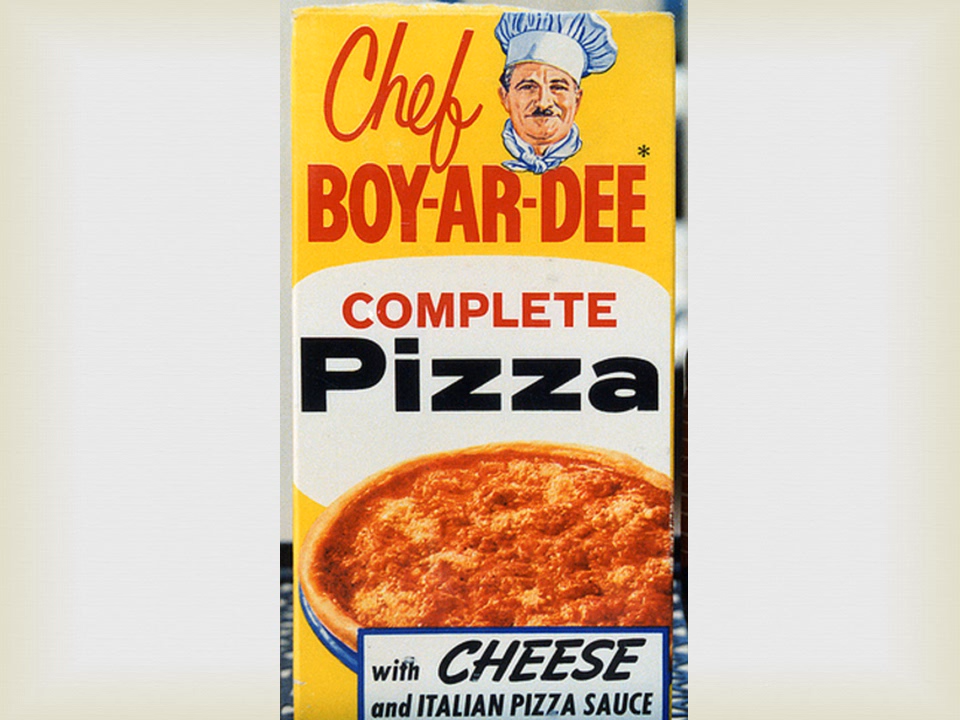 Chef
BOY-AR-DEE*
COMPLETE
Pizza
with CHEESE
and ITALIAN PIZZA SAUCE